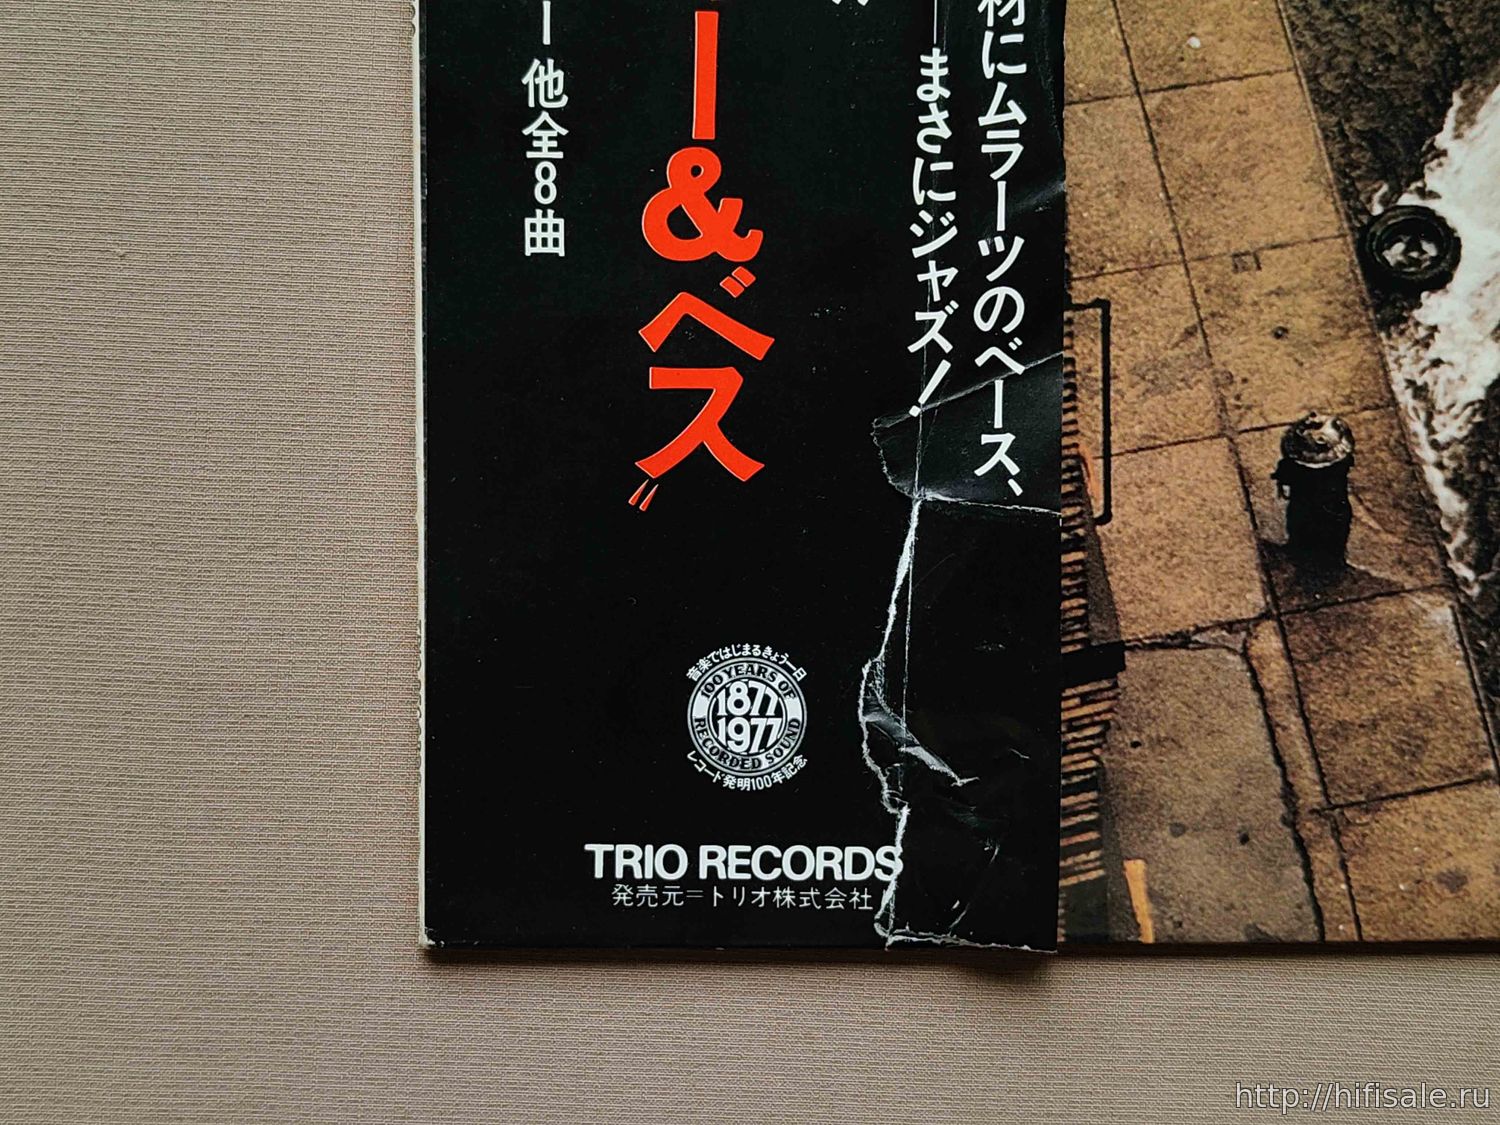 材にムラーツのベース、
まさにジャズ!
ー&ベス〟
ー他全8曲
音楽ではじまるきょう一日
100 YEARS OF
1877
1977
RECORDED SOUND
レコード発明100年記念
TRIO RECORDS
発売元=トリオ株式会社
http://hifisale.ru